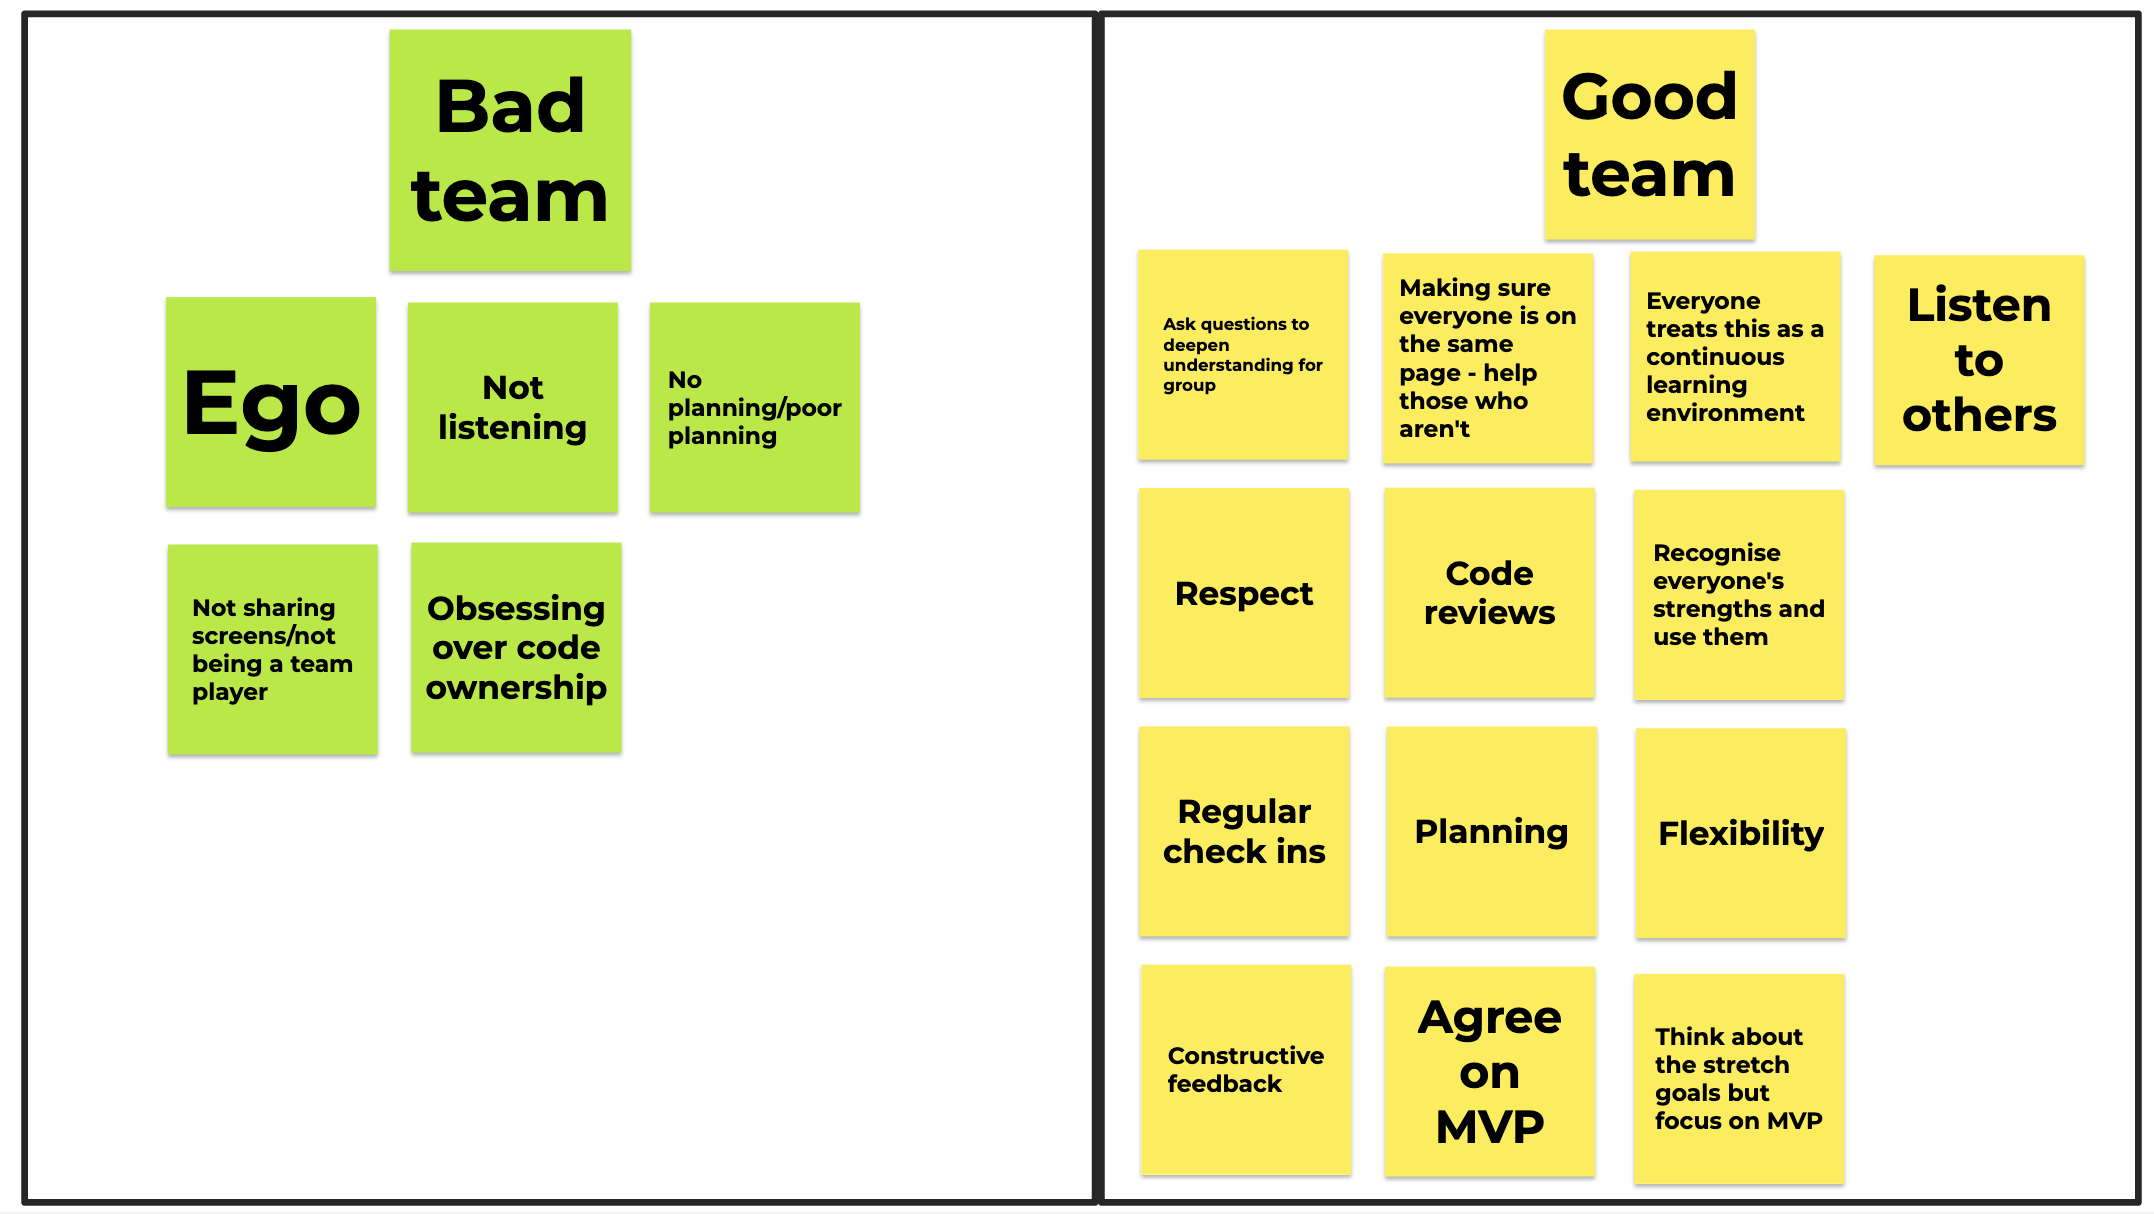 Bad
team
Ego
Not
listening
No
planning/poor
planning
Not sharing
screens/not
being a team
player
Obsessing
over code
ownership
Good
team
Ask questions to
deepen
understanding for
group
Making sure
everyone is on
the same
page - help
those who
aren't
Everyone
treats this as a
continuous
learning
environment
Listen
to
others
Respect
Code
reviews
Recognise
everyone's
strengths and
use them
Regular
check ins
Planning
Flexibility
Constructive
feedback
Agree
on
MVP
Think about
the stretch
goals but
focus on MVP